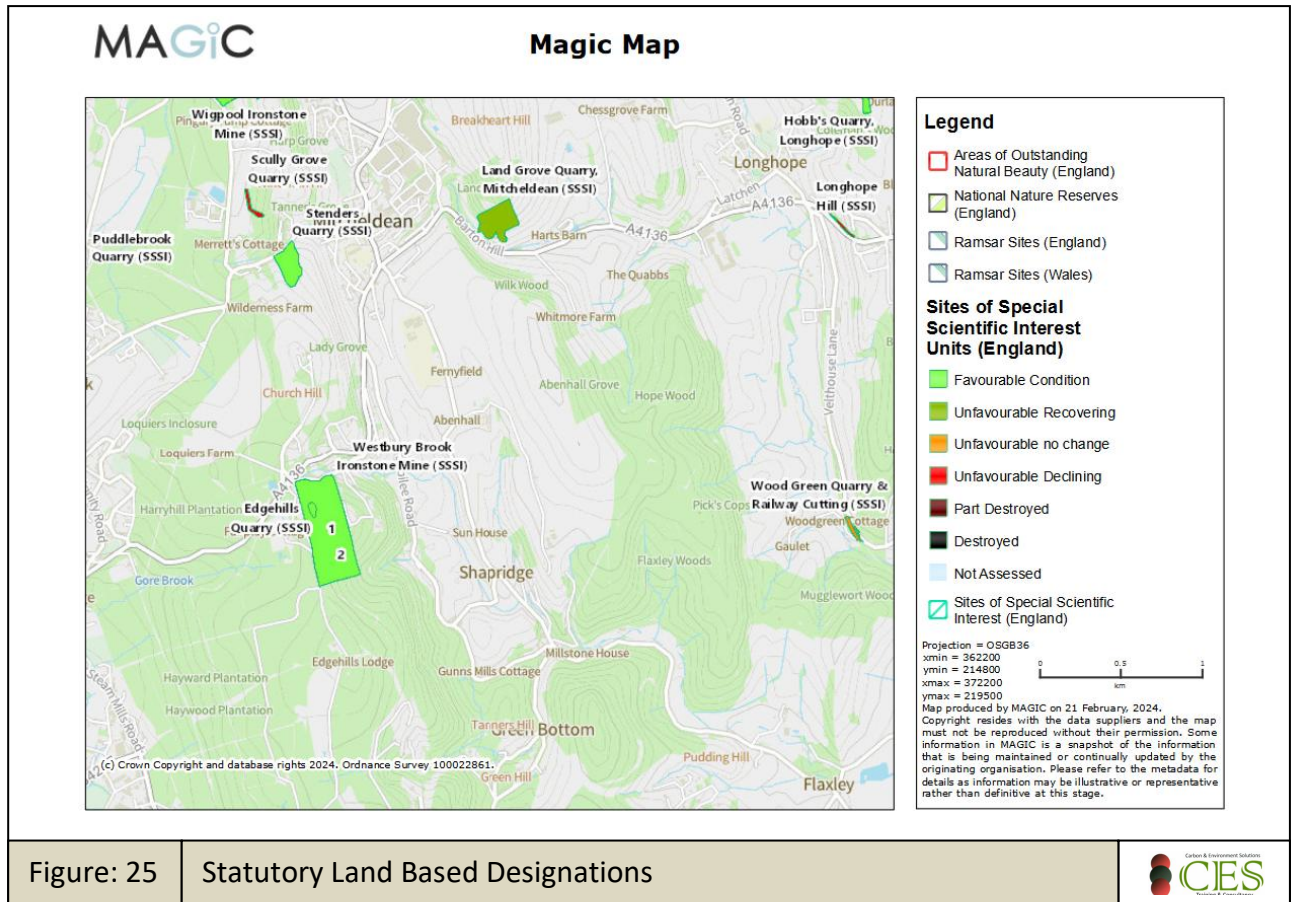 MAGiC
Magic Map
Wigpool Ironstone
Mine (SSSI)
Scully Grove
Quarry (SSSI)
Stenders
Quarry (SSSI)
Puddlebrook
Quarry (SSSI)
Merrett's Cottage
Wilderness Farm
Breakheart Hill
Chessgrove Farm
Land Grove Quarry,
Mitcheldean (SSSI)
Barton Hill
Harts Barn
A4136
Latchen
A4136
Longhope
Hobb's Quarry,
Longhope (SSSI)
Longhope
Hill (SSSI)
The Quabbs
Wilk Wood
Whitmore Farm
Velthouse Lane
Lady Grove
Church Hill
Fernyfield
Abenhall Grove
Hope Wood
Abenhall
Loquiers Inclosure
Loquiers Farm
A4136
Westbury Brook
Ironstone Mine (SSSI)
Harryhill Plantation
Edgehills
Quarry (SSSI)
1
2
Gore Brook
Sun House
Shapridge
Wood Green Quarry &
Railway Cutting (SSSI)
Pick's Cops
Woodgreen Cottage
Gaulet
Flaxley Woods
Mugglewort Wood
Edgehills Lodge
Millstone House
Gunns Mills Cottage
Hayward Plantation
Haywood Plantation
Steam Mills Road
Tanners Hill
Green Bottom
Green Hill
Pudding Hill
Flaxley
(c) Crown Copyright and database rights 2024. Ordnance Survey 100022861.
Legend
Areas of Outstanding
Natural Beauty (England)
National Nature Reserves
(England)
Ramsar Sites (England)
Ramsar Sites (Wales)
Sites of Special
Scientific Interest
Units (England)
Favourable Condition
Unfavourable Recovering
Unfavourable no change
Unfavourable Declining
Part Destroyed
Destroyed
Not Assessed
Sites of Special Scientific
Interest (England)
Projection = OSGB36
xmin = 362200
ymin = 214800
xmax = 372200
ymax = 219500
0 0.5 1
km
Map produced by MAGIC on 21 February, 2024.
Copyright resides with the data suppliers and the map
must not be reproduced without their permission. Some
information in MAGIC is a snapshot of the information
that is being maintained or continually updated by the
originating organisation. Please refer to the metadata for
details as information may be illustrative or representative
rather than definitive at this stage.
Figure: 25
Statutory Land Based Designations
Carbon & Environment Solutions
CES
Training & Consultancy